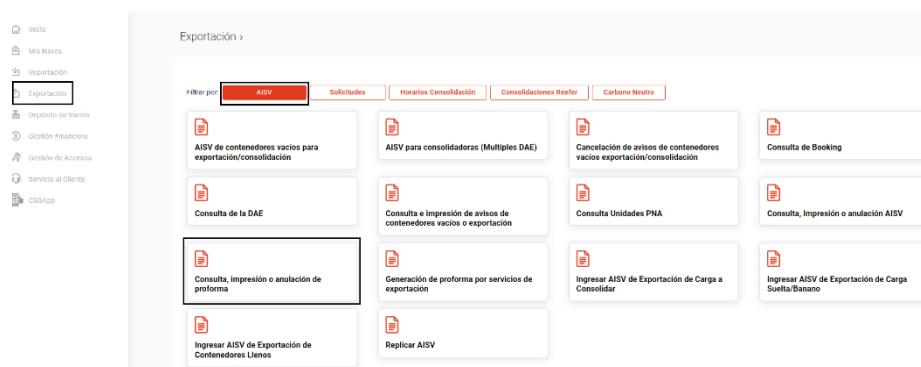 Inicio
Mis Naves
Importación
Exportación
Depósito de Vacíos
Gestión Financiera
Gestión de Accesos
Servicio al Cliente
CSGApp
Exportación ›
Filtrar por:
AISV
Solicitudes
Horarios Consolidación
Consolidaciones Reefer
Carbono Neutro
AISV de contenedores vacíos para
exportación/consolidación
AISV para consolidadoras (Multiples DAE)
Cancelación de avisos de contenedores
vacíos exportación/consolidación
Consulta de Booking
Consulta de la DAE
Consulta e impresión de avisos de
contenedores vacíos o exportación
Consulta Unidades PNA
Consulta, Impresión o anulación AISV
Consulta, impresión o anulación de
proforma
Generación de proforma por servicios de
exportación
Ingresar AISV de Exportación de Carga a
Consolidar
Ingresar AISV de Exportación de Carga
Suelta/Banano
Ingresar AISV de Exportación de
Contenedores Llenos
Replicar AISV